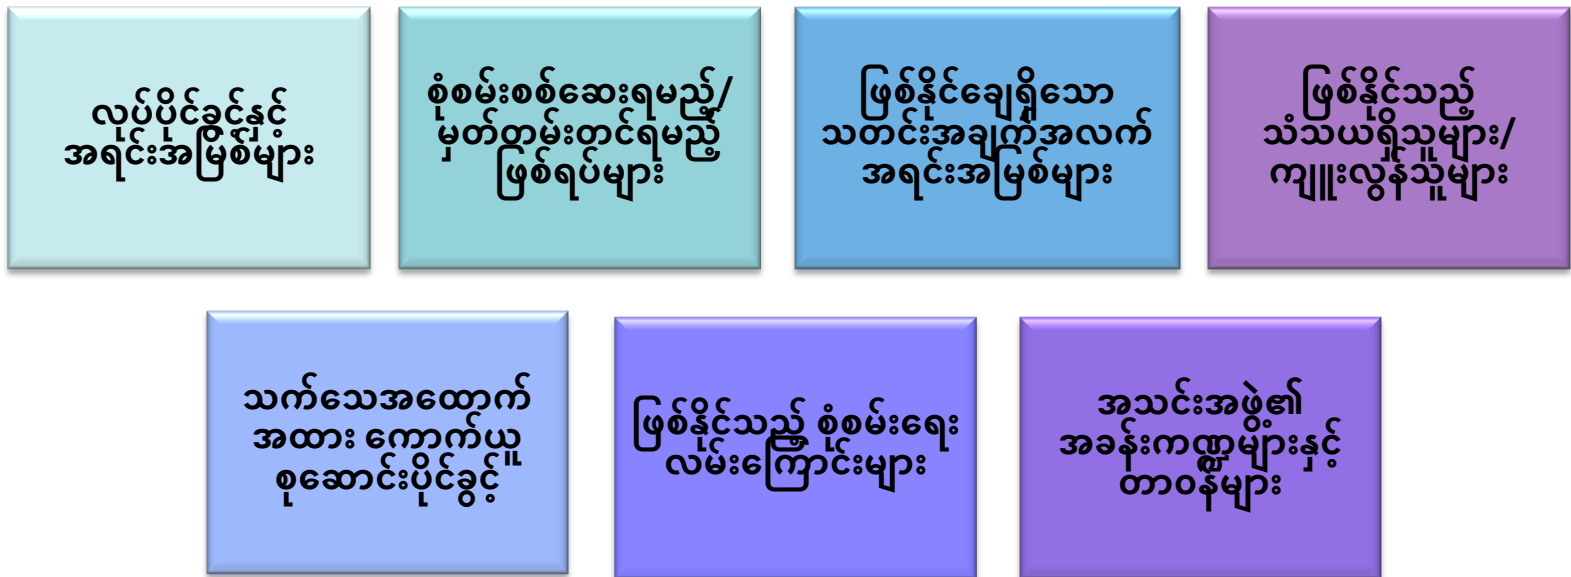 လုပ်ပိုင်ခွင့်နှင့်
အရင်းအမြစ်များ
စုံစမ်းစစ်ဆေးရမည့်/
မှတ်တမ်းတင်ရမည့်
ဖြစ်ရပ်များ
ဖြစ်နိုင်ချေရှိသော
သတင်းအချက်အလက်
အရင်းအမြစ်များ
ဖြစ်နိုင်သည့်
သံသယရှိသူများ/
ကျူးလွန်သူများ
သက်သေအထောက်
အထား ကောက်ယူ
စုဆောင်းပိုင်ခွင့်
ဖြစ်နိုင်သည့် စုံစမ်းရေး
လမ်းကြောင်းများ
အသင်းအဖွဲ့၏
အခန်းကဏ္ဍများနှင့်
တာဝန်များ